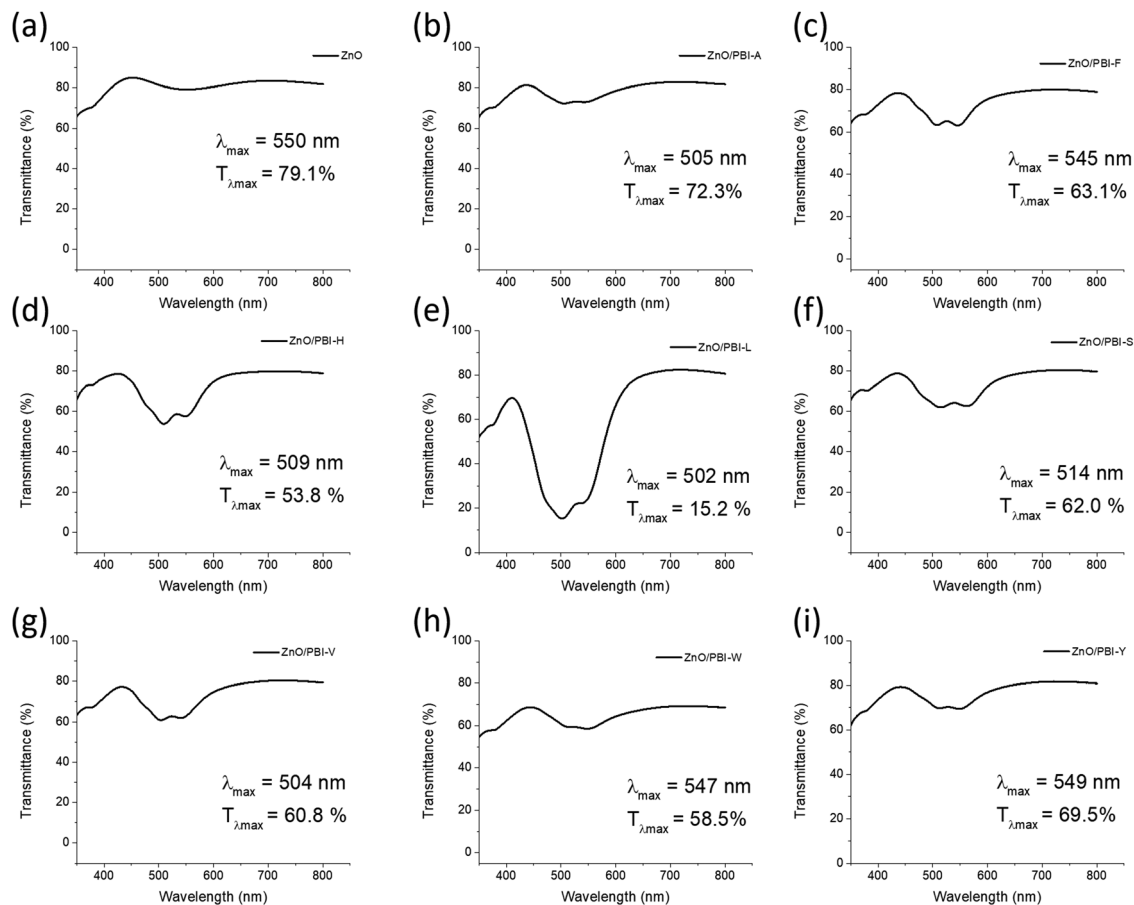 (a)
ZnO
Transmittance (%)
100
80
60
40
20
0
λmax = 550 nm
Tλmax = 79.1%
400 500 600 700 800
Wavelength (nm)
(b)
ZnO/PBI-A
Transmittance (%)
100
80
60
40
20
0
λmax = 505 nm
Tλmax = 72.3%
400 500 600 700 800
Wavelength (nm)
(c)
ZnO/PBI-F
Transmittance (%)
100
80
60
40
20
0
λmax = 545 nm
Tλmax = 63.1%
400 500 600 700 800
Wavelength (nm)
(d)
ZnO/PBI-H
Transmittance (%)
100
80
60
40
20
0
λmax = 509 nm
Tλmax = 53.8 %
400 500 600 700 800
Wavelength (nm)
(e)
ZnO/PBI-L
Transmittance (%)
100
80
60
40
20
0
λmax = 502 nm
Tλmax = 15.2 %
400 500 600 700 800
Wavelength (nm)
(f)
ZnO/PBI-S
Transmittance (%)
100
80
60
40
20
0
λmax = 514 nm
Tλmax = 62.0 %
400 500 600 700 800
Wavelength (nm)
(g)
ZnO/PBI-V
Transmittance (%)
100
80
60
40
20
0
λmax = 504 nm
Tλmax = 60.8 %
400 500 600 700 800
Wavelength (nm)
(h)
ZnO/PBI-W
Transmittance (%)
100
80
60
40
20
0
λmax = 547 nm
Tλmax = 58.5%
400 500 600 700 800
Wavelength (nm)
(i)
ZnO/PBI-Y
Transmittance (%)
100
80
60
40
20
0
λmax = 549 nm
Tλmax = 69.5%
400 500 600 700 800
Wavelength (nm)